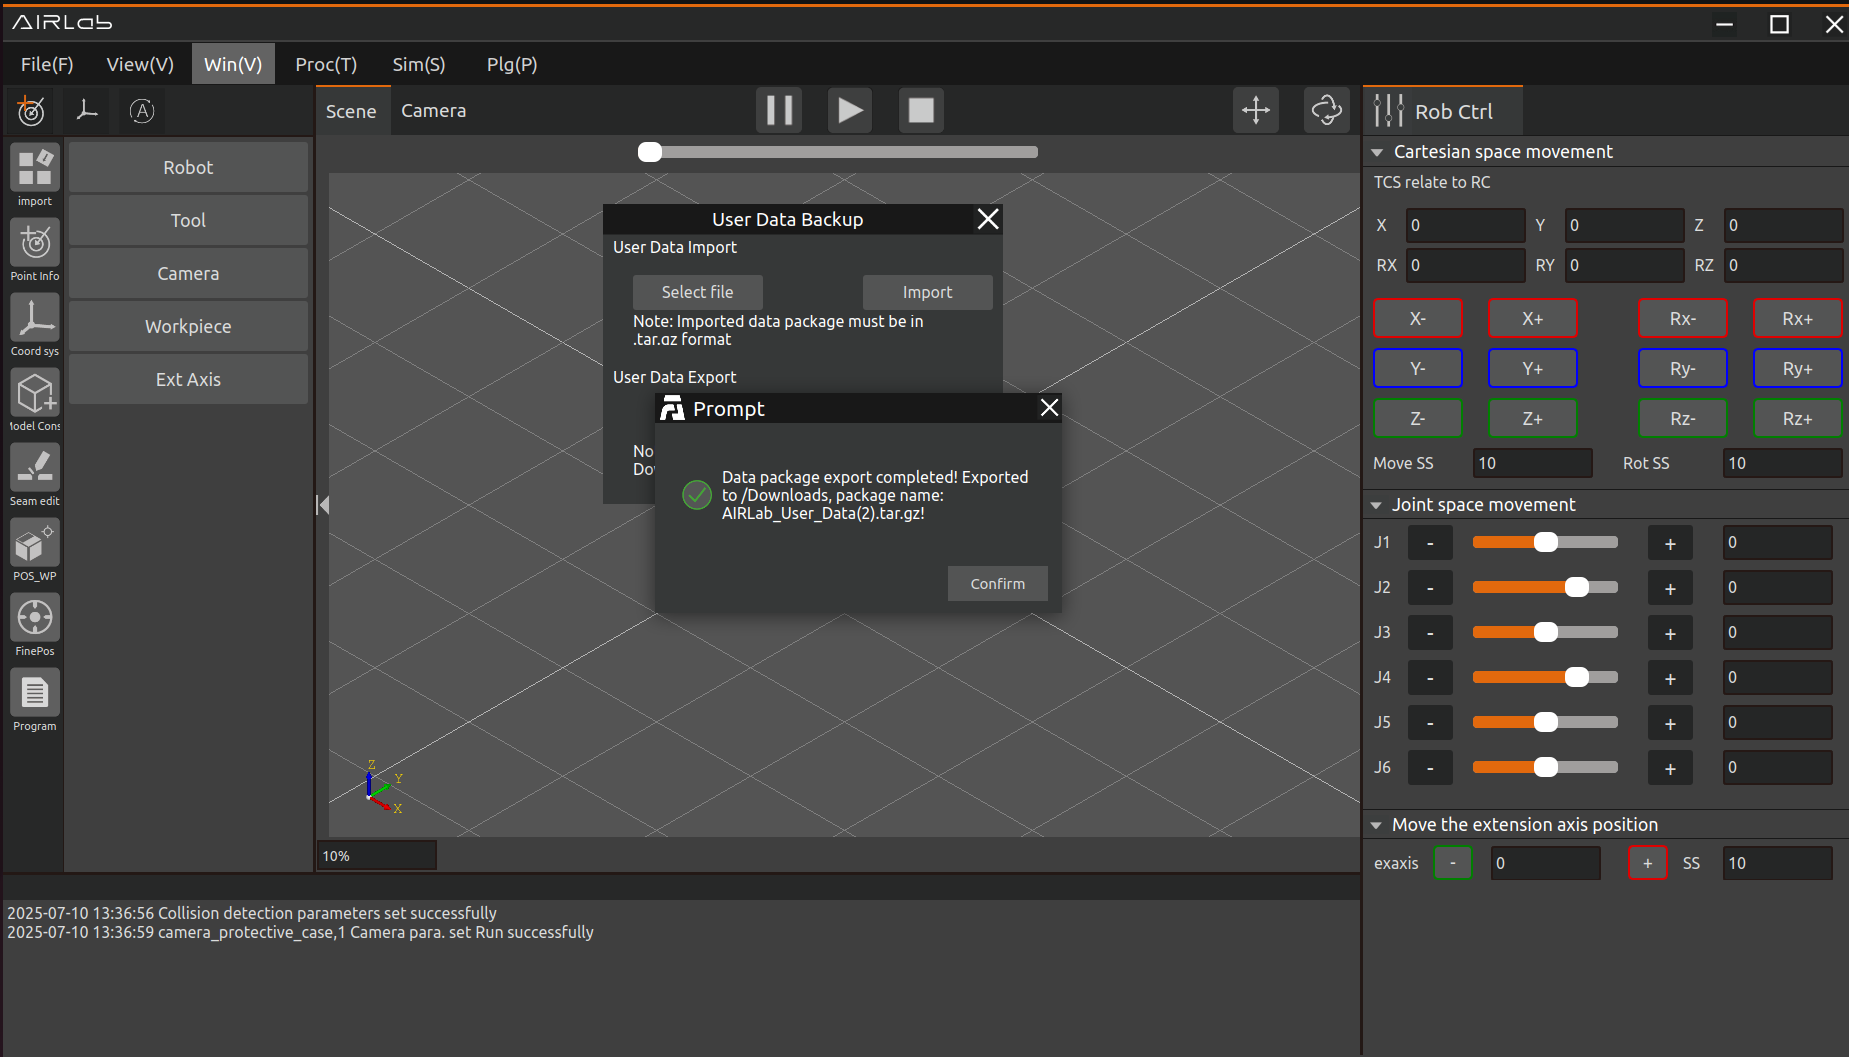 AIRLab
File(F) View(V) Win(V) Proc(T) Sim(S) Plg(P)
A
Scene Camera
Rob Ctrl
import
Point Info
Coord sys
Model Cons
Seam edit
POS_WP
FinePos
Program
Robot
Tool
Camera
Workpiece
Ext Axis
User Data Backup
User Data Import
Select file Import
Note: Imported data package must be in
.tar.gz format
User Data Export
No
Do
Prompt
Data package export completed! Exported
to /Downloads, package name:
AIRLab_User_Data(2).tar.gz!
Confirm
Z
Y
X
10%
Cartesian space movement
TCS relate to RC
X 0 Y 0 Z 0
RX 0 RY 0 RZ 0
X- X+ Rx- Rx+
Y- Y+ Ry- Ry+
Z- Z+ Rz- Rz+
Move SS 10 Rot SS 10
Joint space movement
J1 - + 0
J2 - + 0
J3 - + 0
J4 - + 0
J5 - + 0
J6 - + 0
Move the extension axis position
exaxis - 0 + SS 10
2025-07-10 13:36:56 Collision detection parameters set successfully
2025-07-10 13:36:59 camera_protective_case,1 Camera para. set Run successfully